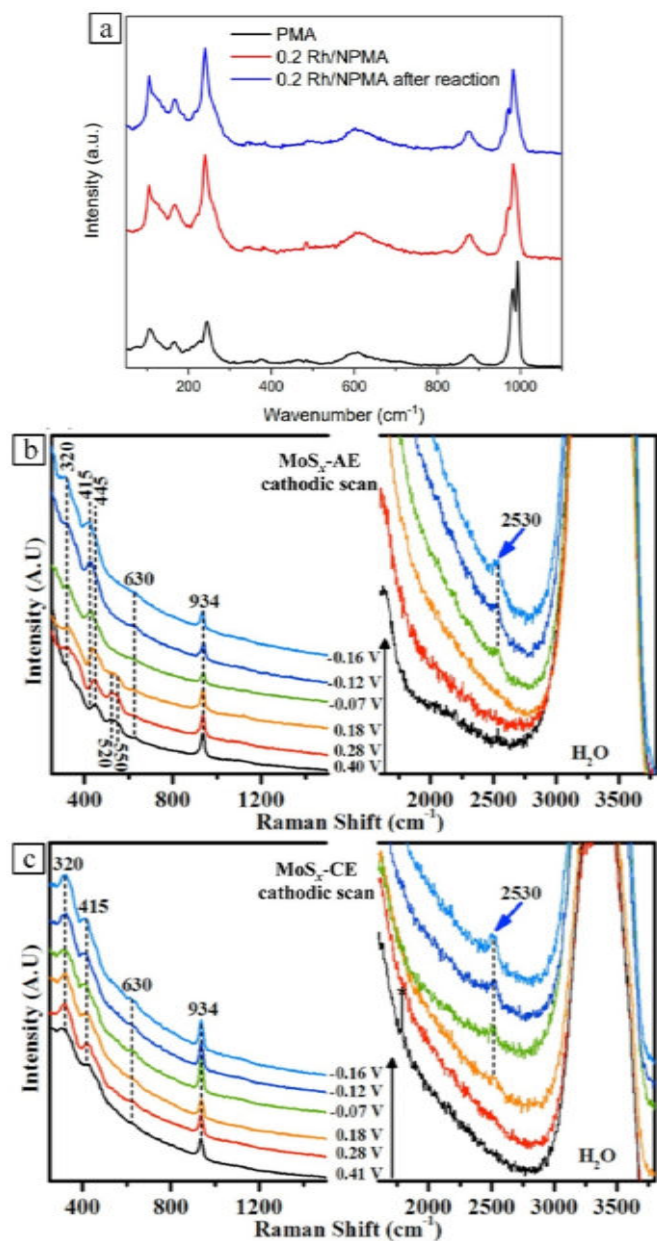 a
PMA
0.2 Rh/NPMA
0.2 Rh/NPMA after reaction
Intensity (a.u.)
200 400 600 800 1000
Wavenumber (cm⁻¹)
b
320
415
445
630
934
520
550
MoSₓ-AE
cathodic scan
2530
-0.16 V
-0.12 V
-0.07 V
0.18 V
0.28 V
0.40 V
H₂O
Intensity (A.U)
400 800 1200 2000 2500 3000 3500
Raman Shift (cm⁻¹)
c
320
415
630
934
MoSₓ-CE
cathodic scan
2530
*
-0.16 V
-0.12 V
-0.07 V
0.18 V
0.28 V
0.41 V
H₂O
Intensity (A.U)
400 800 1200 2000 2500 3000 3500
Raman Shift (cm⁻¹)